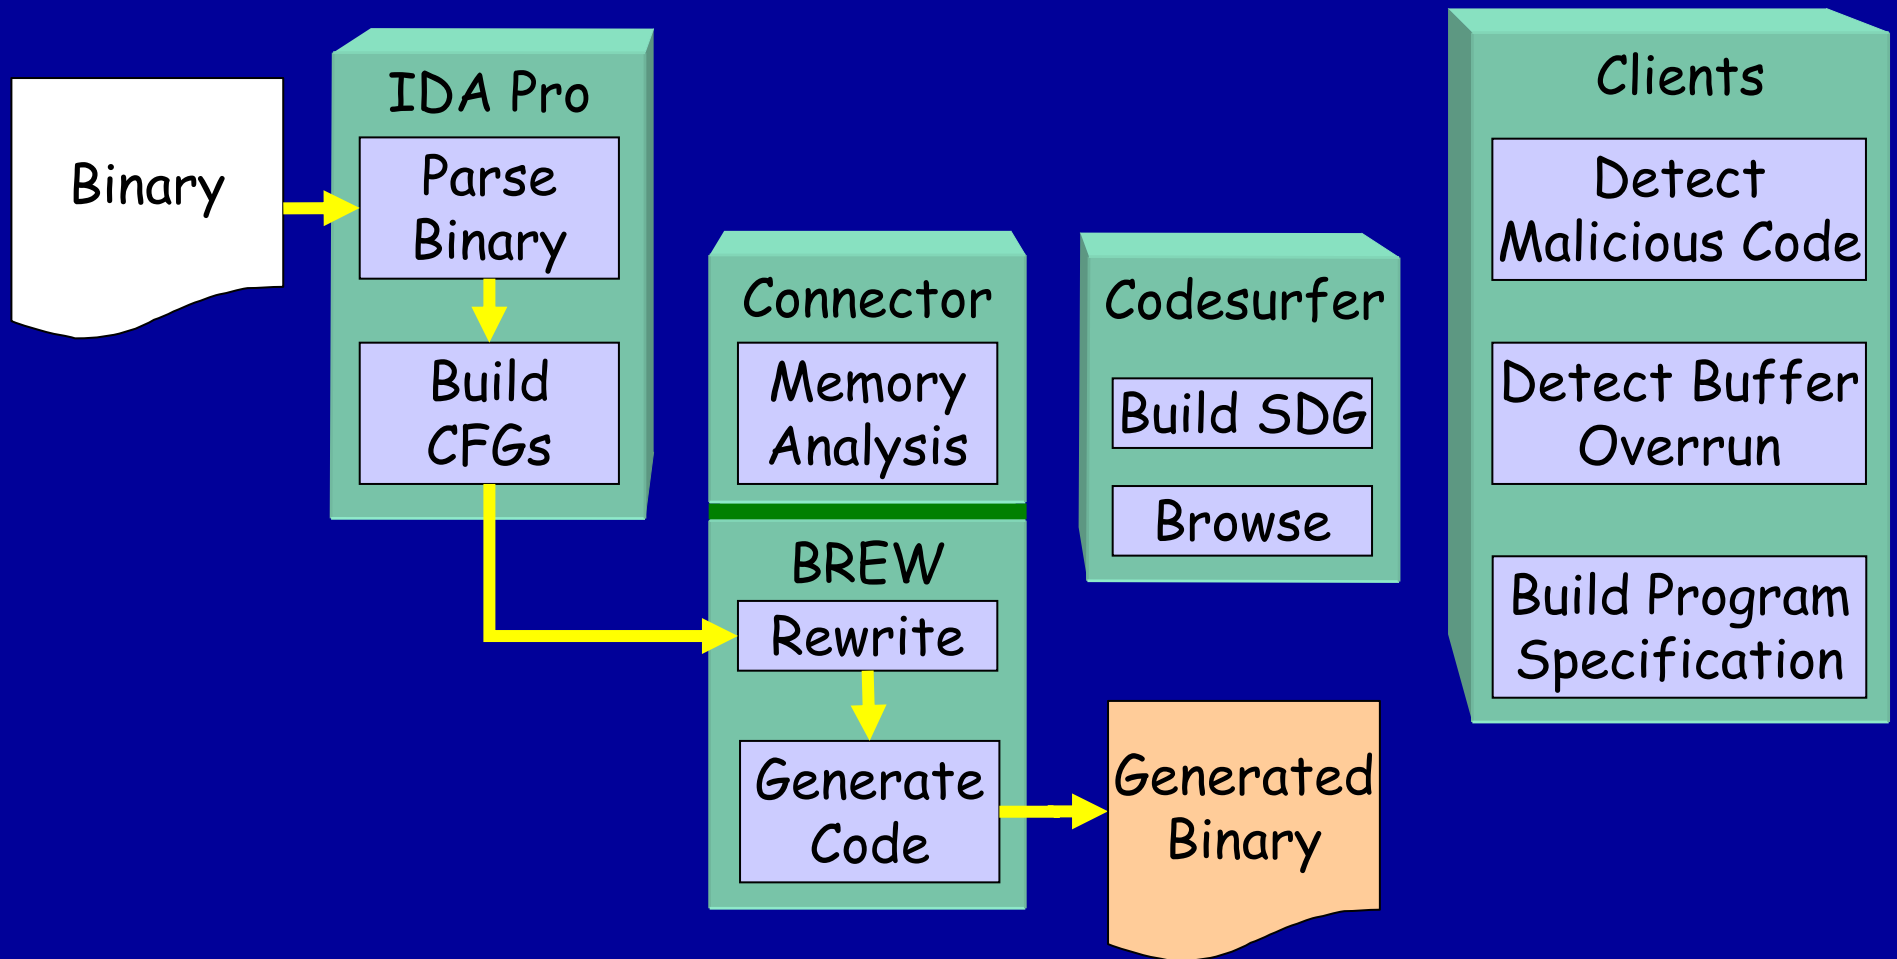 Binary
IDA Pro
Parse
Binary
Build
CFGs
Connector
Memory
Analysis
BREW
Rewrite
Generate
Code
Codesurfer
Build SDG
Browse
Generated
Binary
Clients
Detect
Malicious Code
Detect Buffer
Overrun
Build Program
Specification